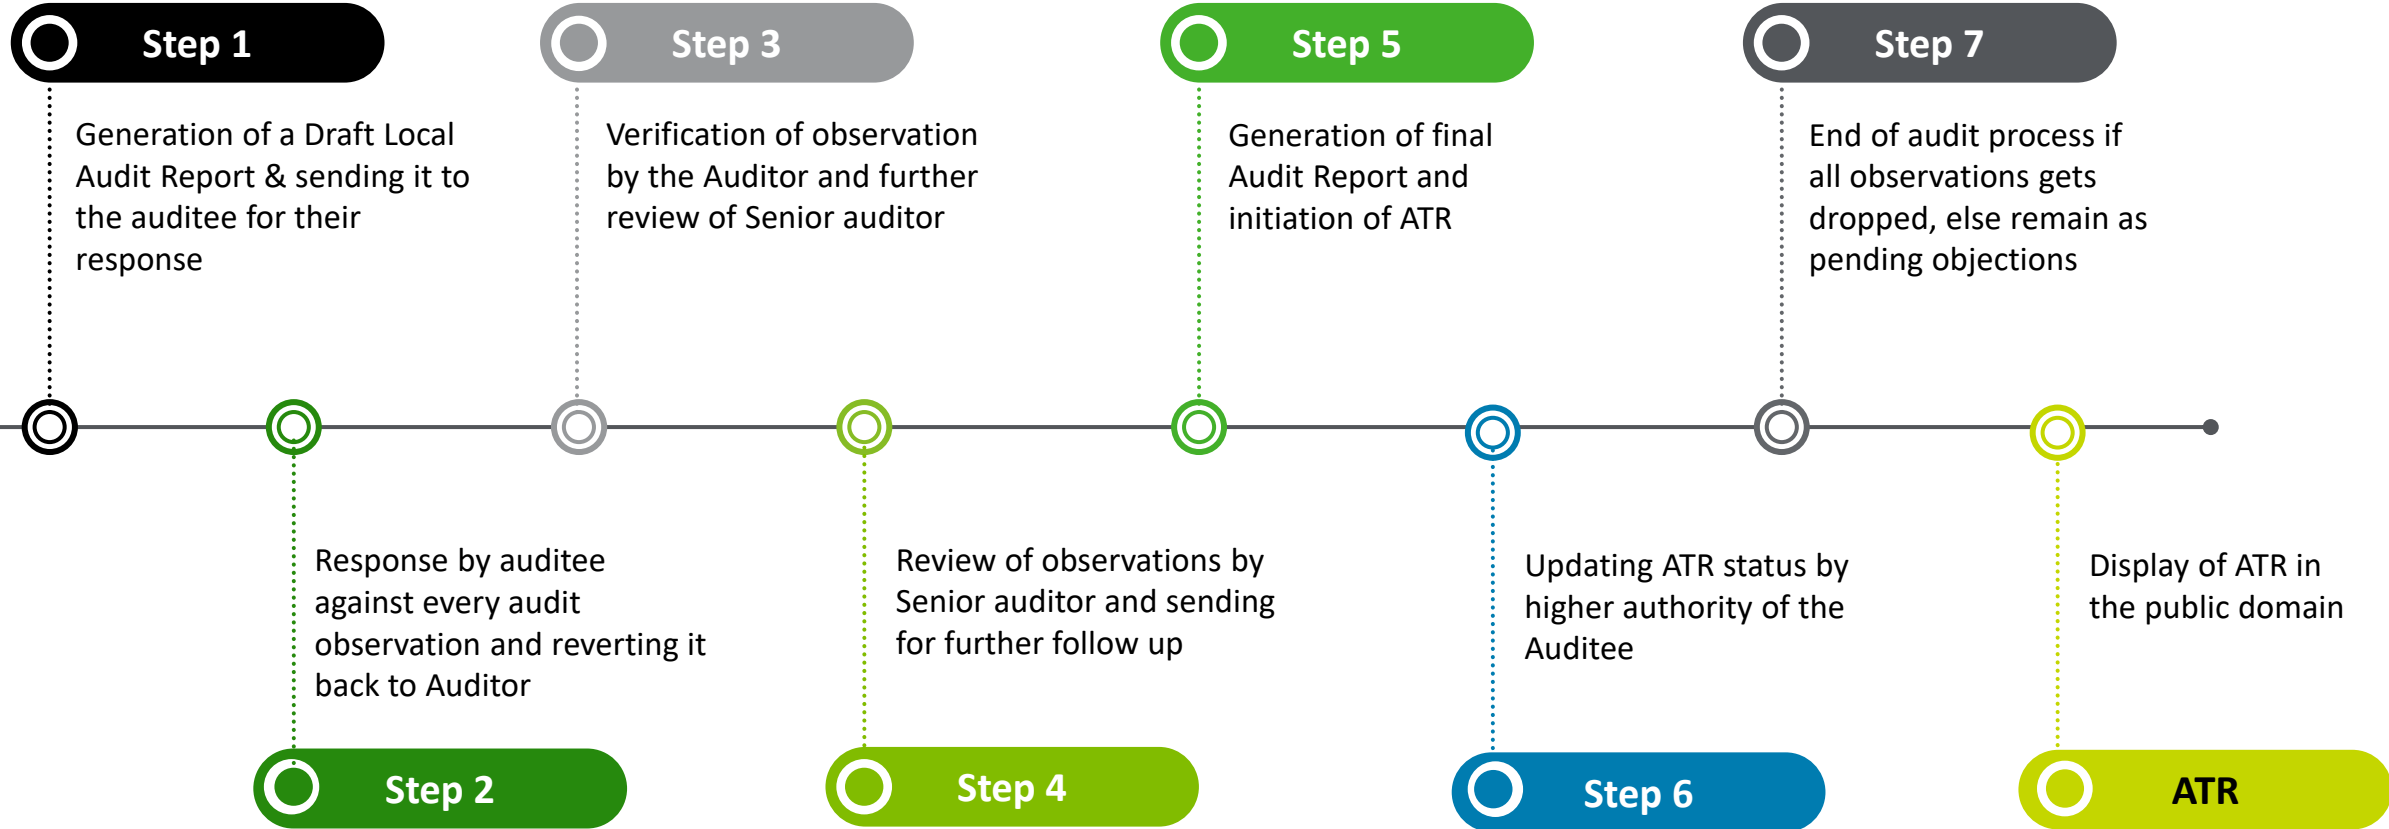 Step 1
Generation of a Draft Local
Audit Report & sending it to
the auditee for their
response
Response by auditee
against every audit
observation and reverting it
back to Auditor
Step 2
Step 3
Verification of observation
by the Auditor and further
review of Senior auditor
Review of observations by
Senior auditor and sending
for further follow up
Step 4
Step 5
Generation of final
Audit Report and
initiation of ATR
Updating ATR status by
higher authority of the
Auditee
Step 6
Step 7
End of audit process if
all observations gets
dropped, else remain as
pending objections
Display of ATR in
the public domain
ATR